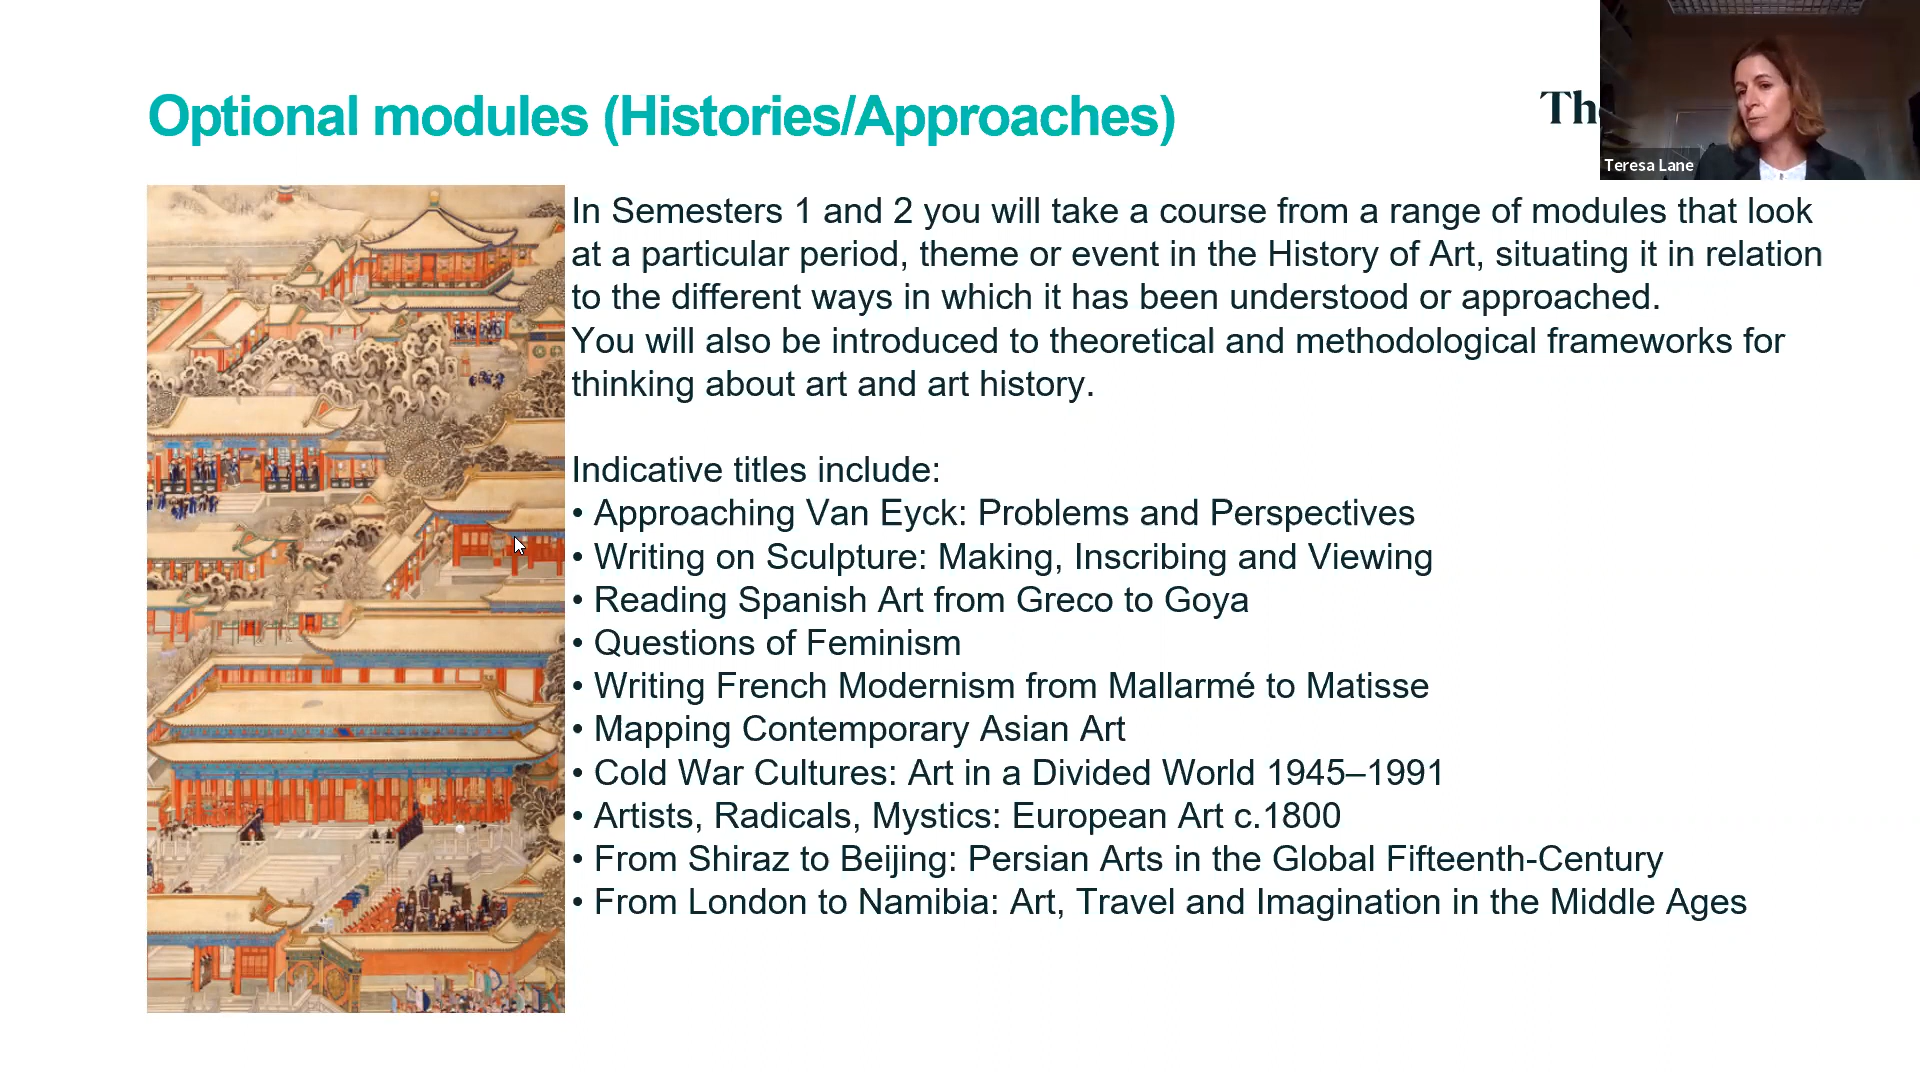 Optional modules (Histories/Approaches)
Teresa Lane
In Semesters 1 and 2 you will take a course from a range of modules that look
at a particular period, theme or event in the History of Art, situating it in relation
to the different ways in which it has been understood or approached.
You will also be introduced to theoretical and methodological frameworks for
thinking about art and art history.
Indicative titles include:
• Approaching Van Eyck: Problems and Perspectives
• Writing on Sculpture: Making, Inscribing and Viewing
• Reading Spanish Art from Greco to Goya
• Questions of Feminism
• Writing French Modernism from Mallarmé to Matisse
• Mapping Contemporary Asian Art
• Cold War Cultures: Art in a Divided World 1945–1991
• Artists, Radicals, Mystics: European Art c.1800
• From Shiraz to Beijing: Persian Arts in the Global Fifteenth-Century
• From London to Namibia: Art, Travel and Imagination in the Middle Ages